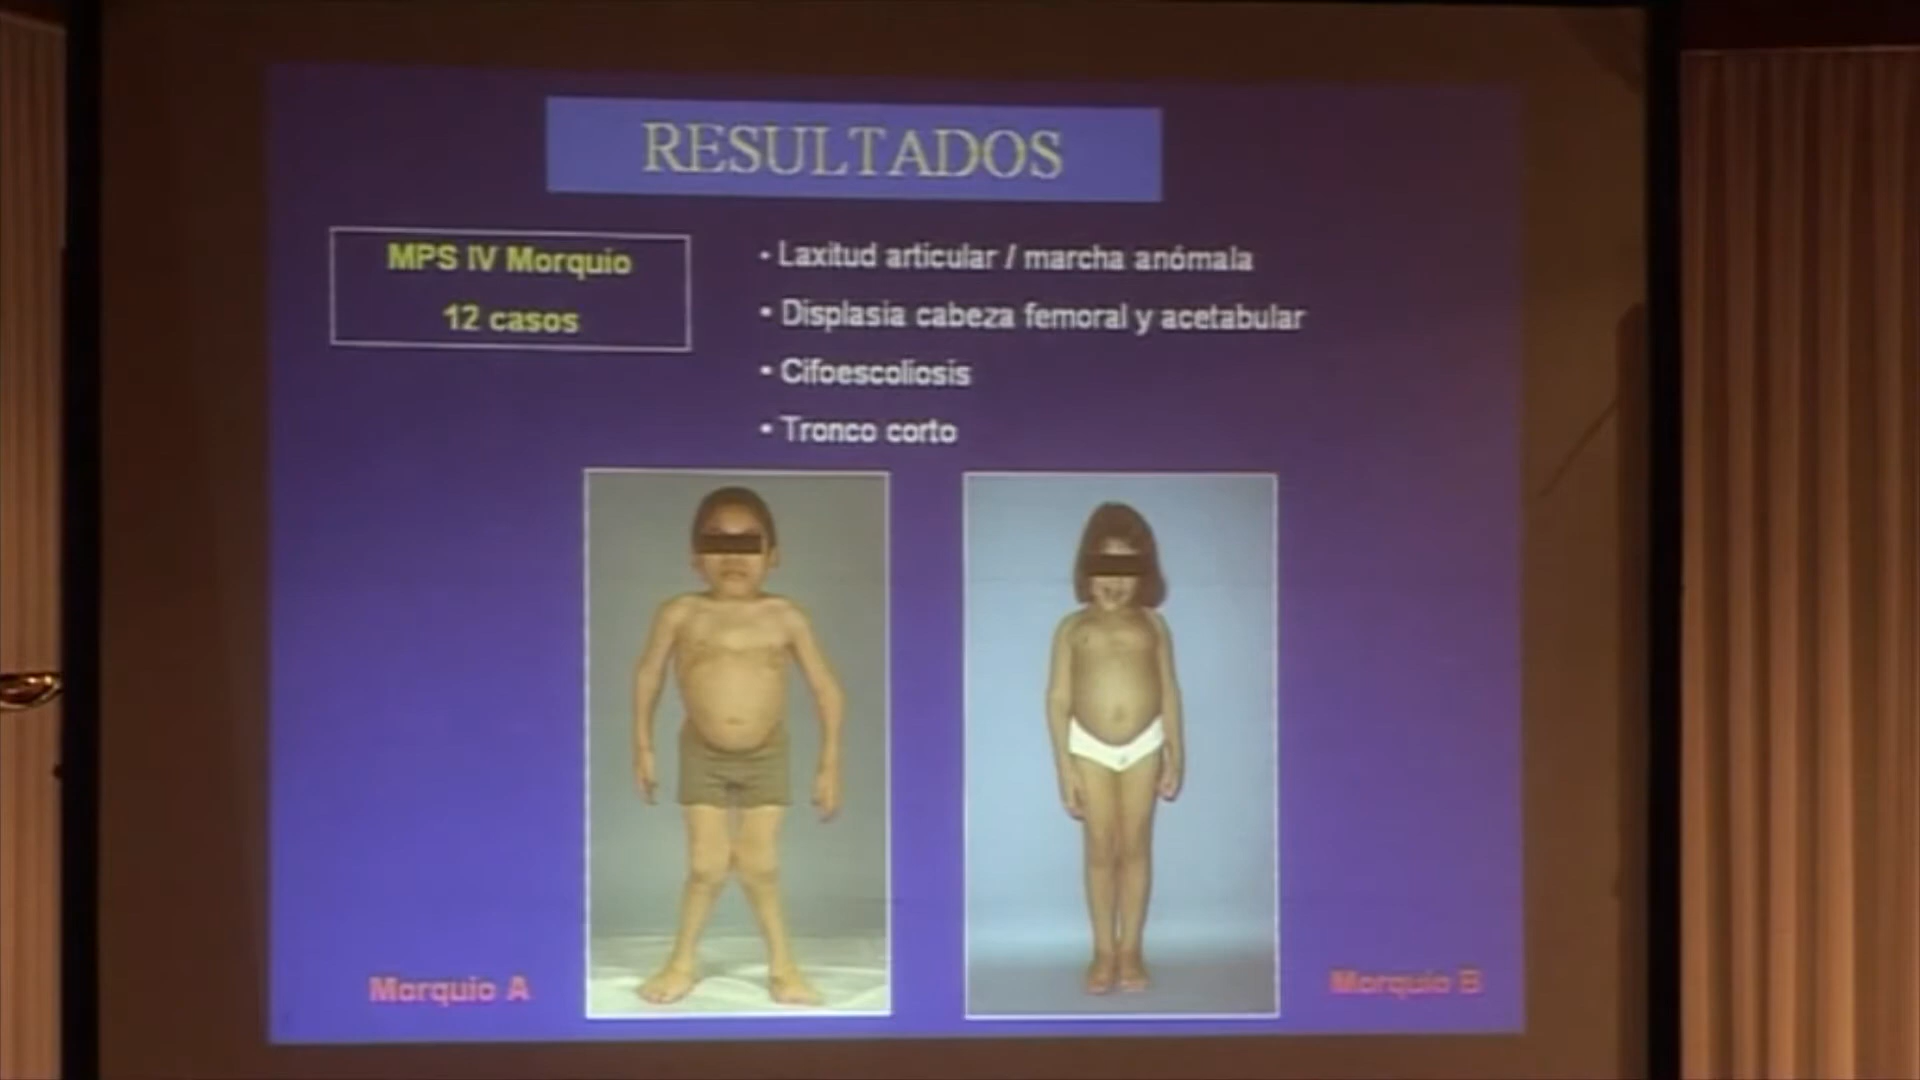 RESULTADOS
MPS IV Morquio
12 casos
• Laxitud articular / marcha anómala
• Displasia cabeza femoral y acetabular
• Cifoescoliosis
• Tronco corto
Morquio A
Morquio B